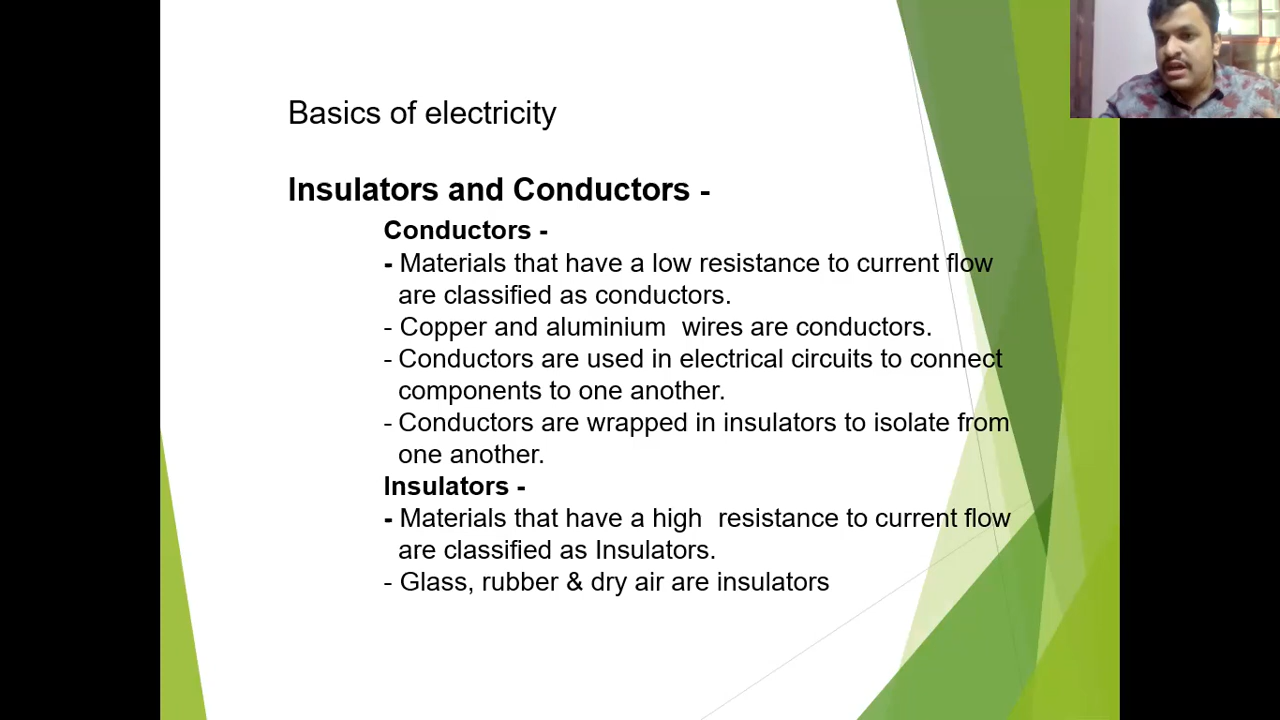 Basics of electricity
Insulators and Conductors -
Conductors -
- Materials that have a low resistance to current flow
are classified as conductors.
- Copper and aluminium  wires are conductors.
- Conductors are used in electrical circuits to connect
components to one another.
- Conductors are wrapped in insulators to isolate from
one another.
Insulators -
- Materials that have a high  resistance to current flow
are classified as Insulators.
- Glass, rubber & dry air are insulators